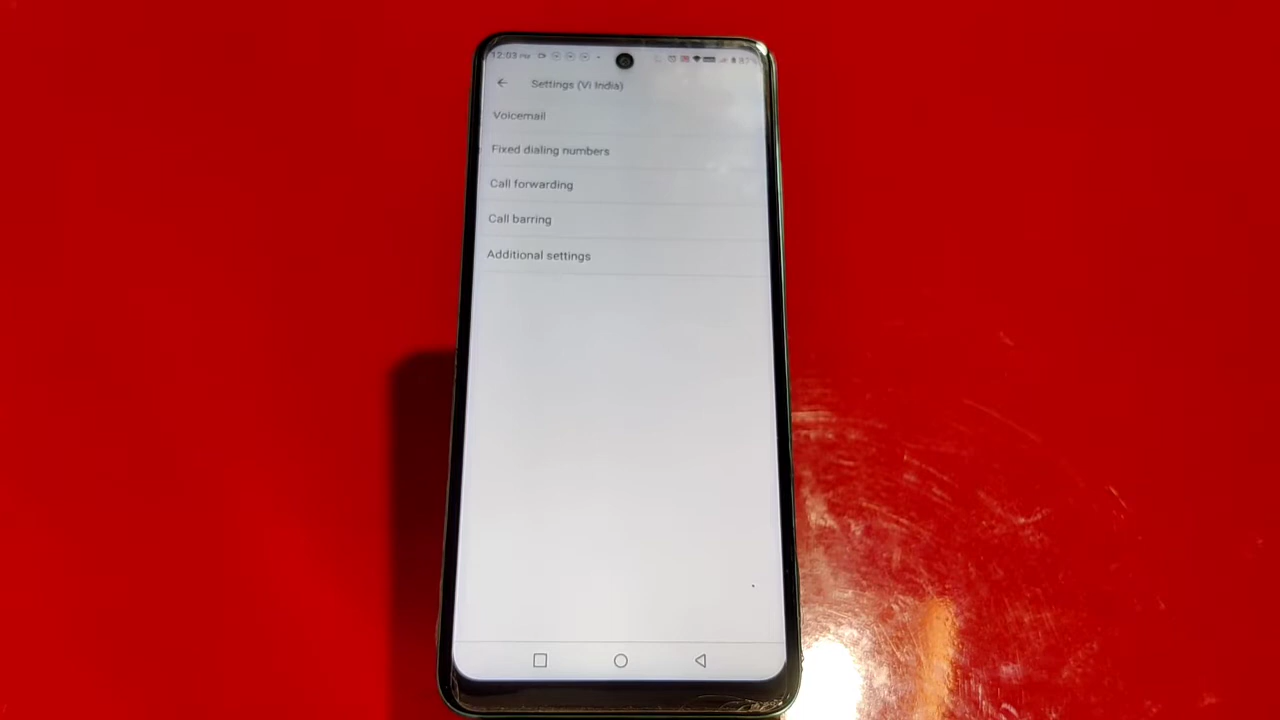 12:03 PM
Settings (Vi India)
Voicemail
Fixed dialing numbers
Call forwarding
Call barring
Additional settings